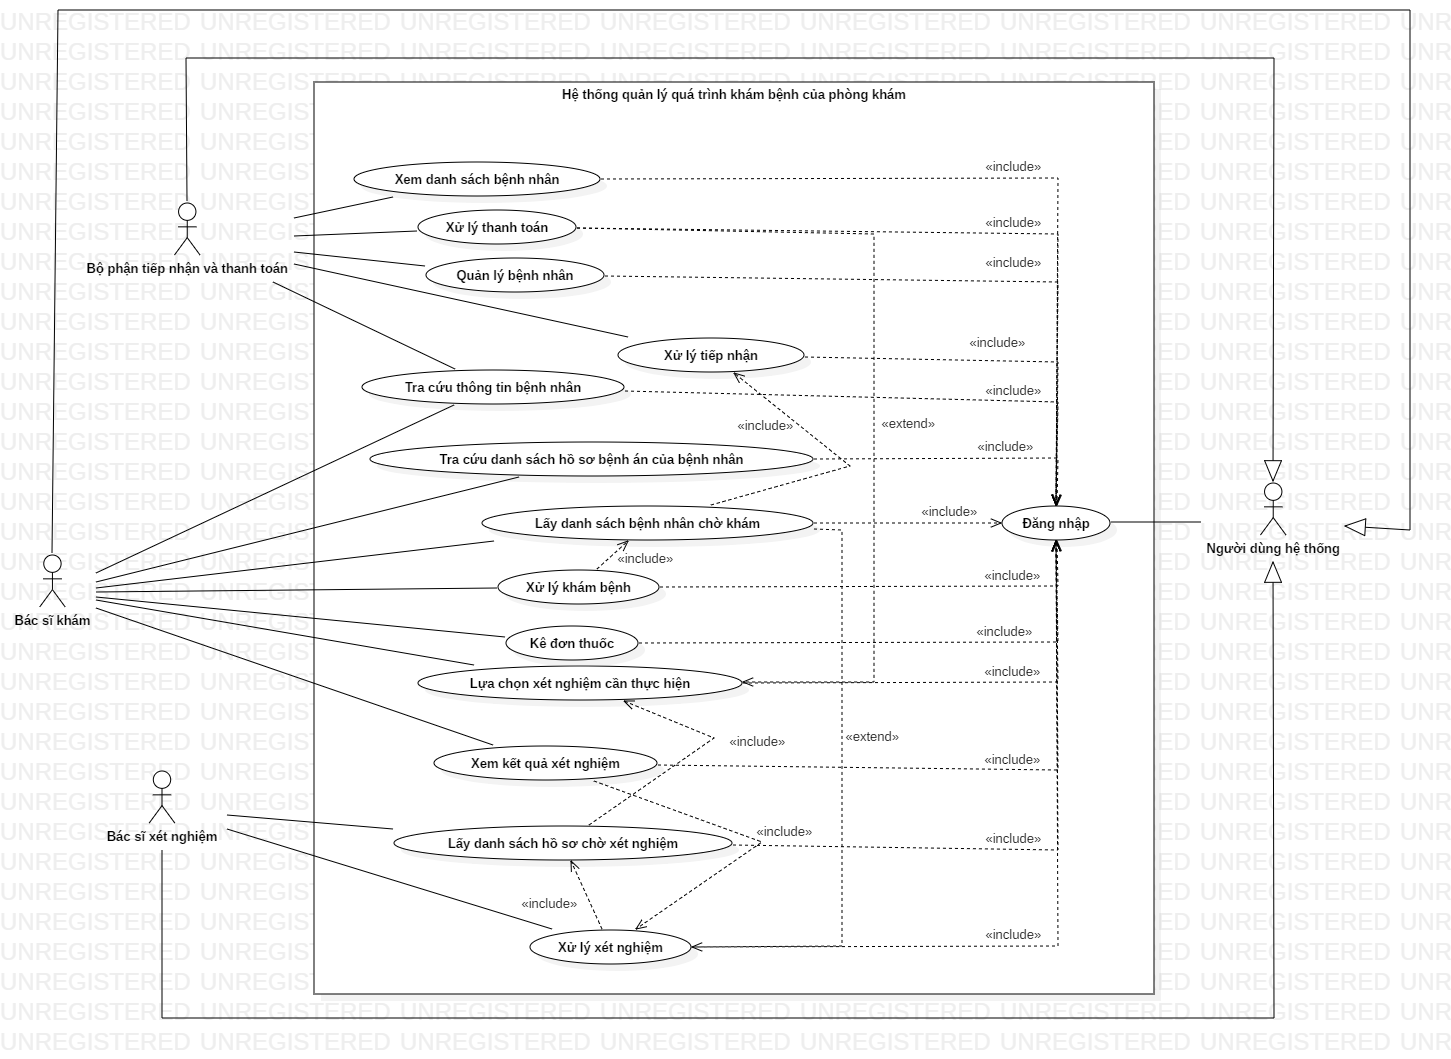 Hệ thống quản lý quá trình khám bệnh của phòng khám
Xem danh sách bệnh nhân
«include»
Xử lý thanh toán
«include»
Bộ phận tiếp nhận và thanh toán
Quản lý bệnh nhân
«include»
Xử lý tiếp nhận
«include»
Tra cứu thông tin bệnh nhân
«include»
«include»
«extend»
Tra cứu danh sách hồ sơ bệnh án của bệnh nhân
«include»
Lấy danh sách bệnh nhân chờ khám
«include»
Đăng nhập
Người dùng hệ thống
«include»
Xử lý khám bệnh
«include»
Bác sĩ khám
Kê đơn thuốc
«include»
Lựa chọn xét nghiệm cần thực hiện
«include»
«include»
«extend»
Xem kết quả xét nghiệm
«include»
Bác sĩ xét nghiệm
«include»
Lấy danh sách hồ sơ chờ xét nghiệm
«include»
«include»
Xử lý xét nghiệm
«include»
UNREGISTERED UNREGISTERED UNREGISTERED UNREGISTERED UNREGISTERED UNREGISTERED UNREGISTERED